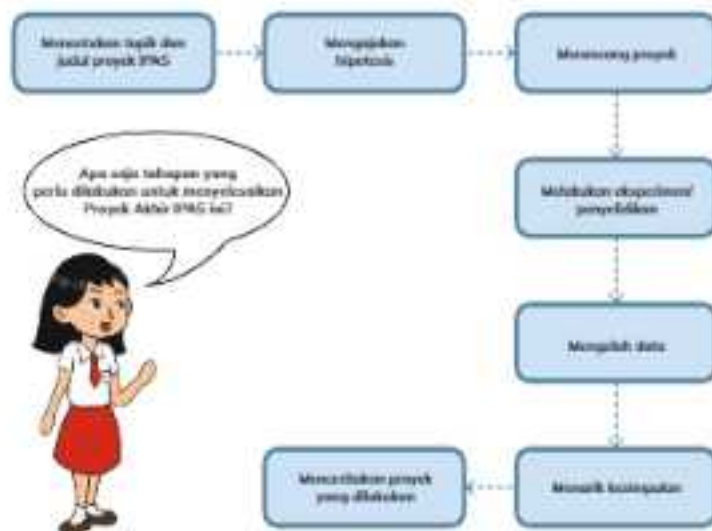 Menentukan topik dan
judul proyek IPAS
Mengajukan
hipotesis
Merancang proyek
Apa saja tahapan yang
perlu dilakukan untuk menyelesaikan
Proyek Akhir IPAS ini?
Melakukan eksperimen/
penyelidikan
Mengolah data
Menarik kesimpulan
Menceritakan proyek
yang dilakukan